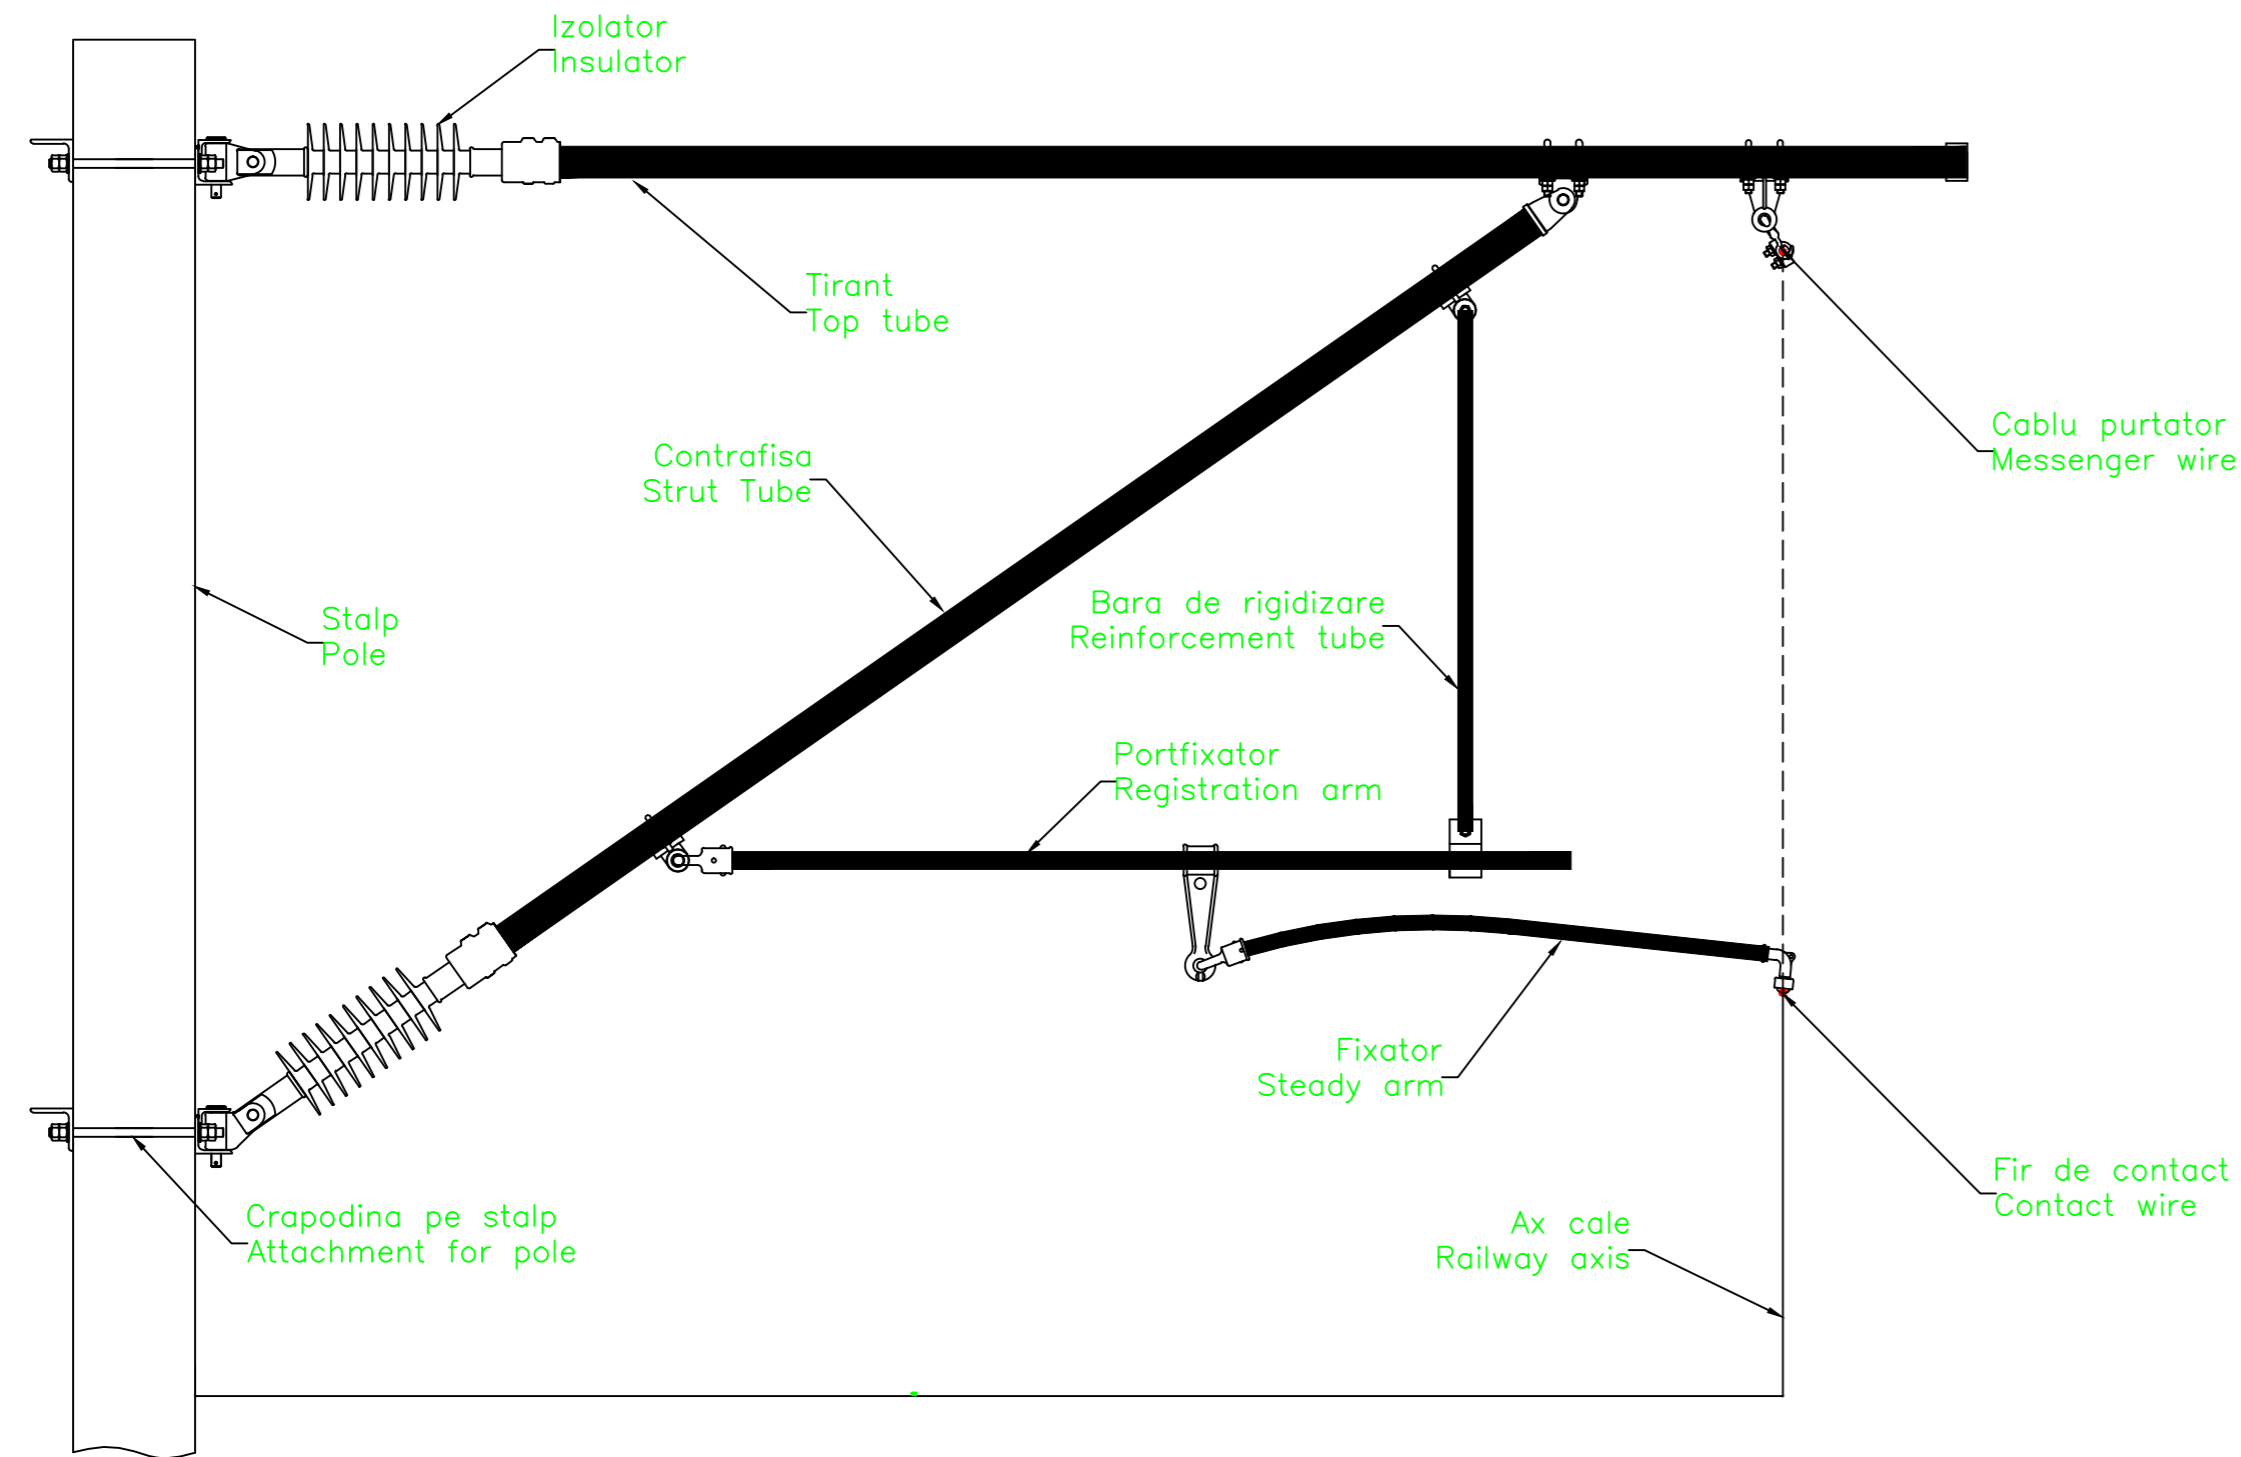 Izolator
Insulator
Tirant
Top tube
Cablu purtator
Messenger wire
Contrafisa
Strut Tube
Stalp
Pole
Bara de rigidizare
Reinforcement tube
Portfixator
Registration arm
Fixator
Steady arm
Fir de contact
Contact wire
Crapodina pe stalp
Attachment for pole
Ax cale
Railway axis